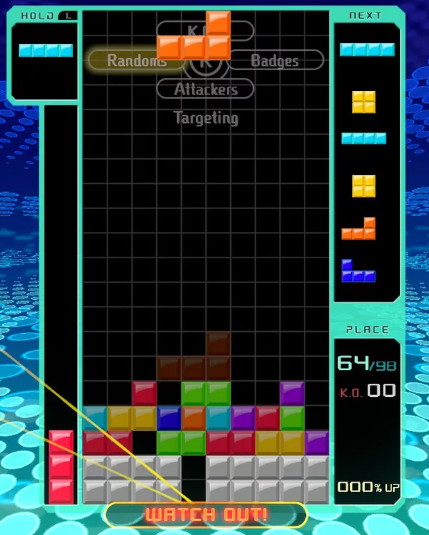 HOLD L
NEXT
K
Randoms
K
Badges
Attackers
Targeting
PLACE
64/98
K.O. 00
000% UP
WATCH OUT!